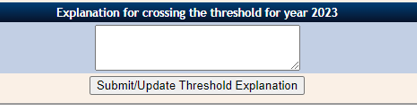 Explanation for crossing the threshold for year 2023
Submit/Update Threshold Explanation